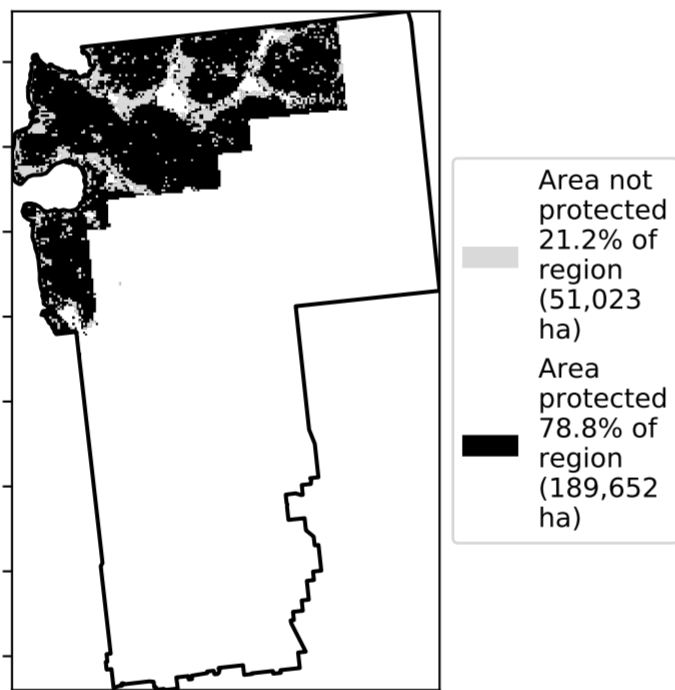 Area not
protected
21.2% of
region
(51,023
ha)
Area
protected
78.8% of
region
(189,652
ha)